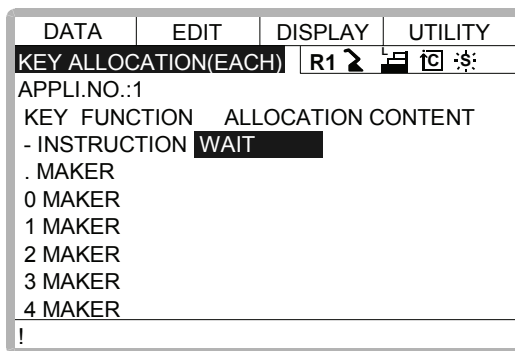 DATA EDIT DISPLAY UTILITY
KEY ALLOCATION(EACH) R1 L C S
APPLI.NO.:1
KEY FUNCTION ALLOCATION CONTENT
- INSTRUCTION WAIT
. MAKER
0 MAKER
1 MAKER
2 MAKER
3 MAKER
4 MAKER
!